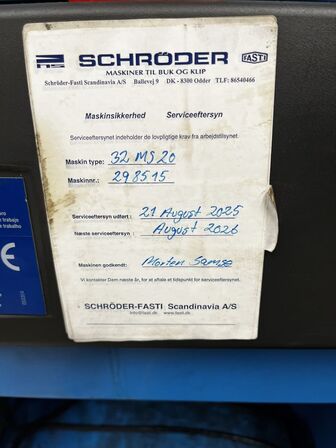 PAS SCHRÖDER FASTI
MASKINER TIL BUK OG KLIP
Schröder-Fasti Scandinavia A/S Ballevej 9 DK - 8300 Odder TLF: 86540466
Maskinsikkerhed Serviceeftersyn
Serviceeftersynet indeholder de lovpligtige krav fra arbejdstilsynet.
Maskin type: 32 MS 20
Maskinnr.: 298515
Serviceeftersyn udført: 21 August 2025
Næste serviceeftersyn: August 2026
Maskinen godkendt: Morten Samsø
Vi kontakter Dem næste år, for at aftale et tidspunkt for serviceeftersynet.
SCHRÖDER-FASTI Scandinavia A/S
info@fasti.dk www.fasti.dk
CE